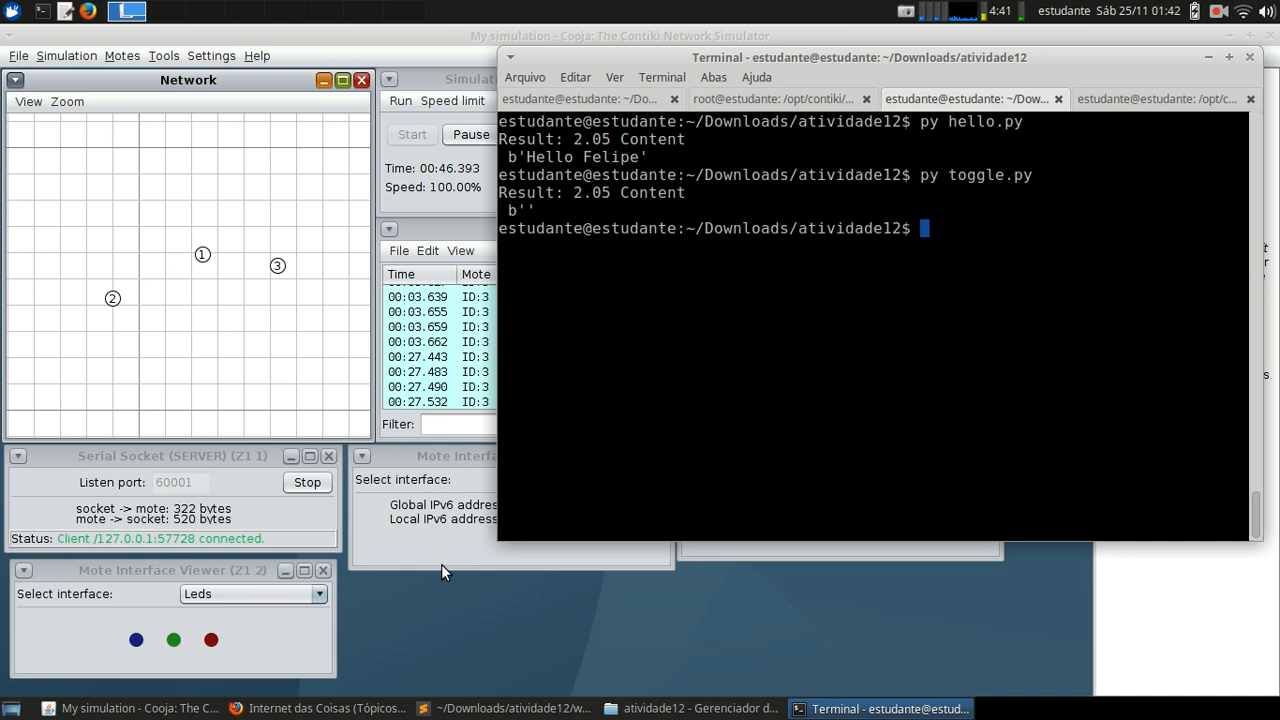 4:41
estudante
Sáb 25/11 01:42
My simulation - Cooja: The Contiki Network Simulator
File Simulation Motes Tools Settings Help
Network
View Zoom
1
3
2
Run Speed limit
Start Pause
Time: 00:46.393
Speed: 100.00%
File Edit View
Time Mote
00:03.639 ID:3
00:03.655 ID:3
00:03.659 ID:3
00:03.662 ID:3
00:27.443 ID:3
00:27.483 ID:3
00:27.490 ID:3
00:27.532 ID:3
Filter:
Terminal - estudante@estudante: ~/Downloads/atividade12
Arquivo Editar Ver Terminal Abas Ajuda
estudante@estudante: ~/Do...
root@estudante: /opt/contiki/...
estudante@estudante: ~/Dow...
estudante@estudante: /opt/c...
estudante@estudante:~/Downloads/atividade12$ py hello.py
Result: 2.05 Content
b'Hello Felipe'
estudante@estudante:~/Downloads/atividade12$ py toggle.py
Result: 2.05 Content
b''
estudante@estudante:~/Downloads/atividade12$
Serial Socket (SERVER) (Z1 1)
Listen port: 60001 Stop
socket -> mote: 322 bytes
mote -> socket: 520 bytes
Status: Client /127.0.0.1:57728 connected.
Select interface:
Global IPv6 addres
Local IPv6 address
Mote Interface Viewer (Z1 2)
Select interface: Leds
My simulation - Cooja: The C...
Internet das Coisas (Tópicos...
~/Downloads/atividade12/w...
atividade12 - Gerenciador d...
Terminal - estudante@estud...